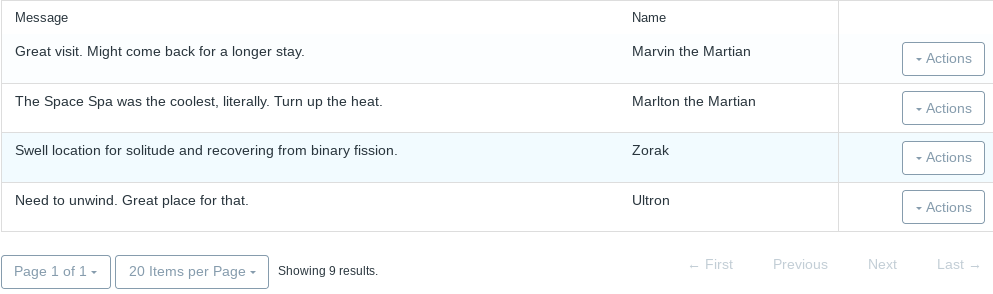 Message Name
Great visit. Might come back for a longer stay. Marvin the Martian Actions
The Space Spa was the coolest, literally. Turn up the heat. Marlton the Martian Actions
Swell location for solitude and recovering from binary fission. Zorak Actions
Need to unwind. Great place for that. Ultron Actions
Page 1 of 1 20 Items per Page Showing 9 results. ← First Previous Next Last →